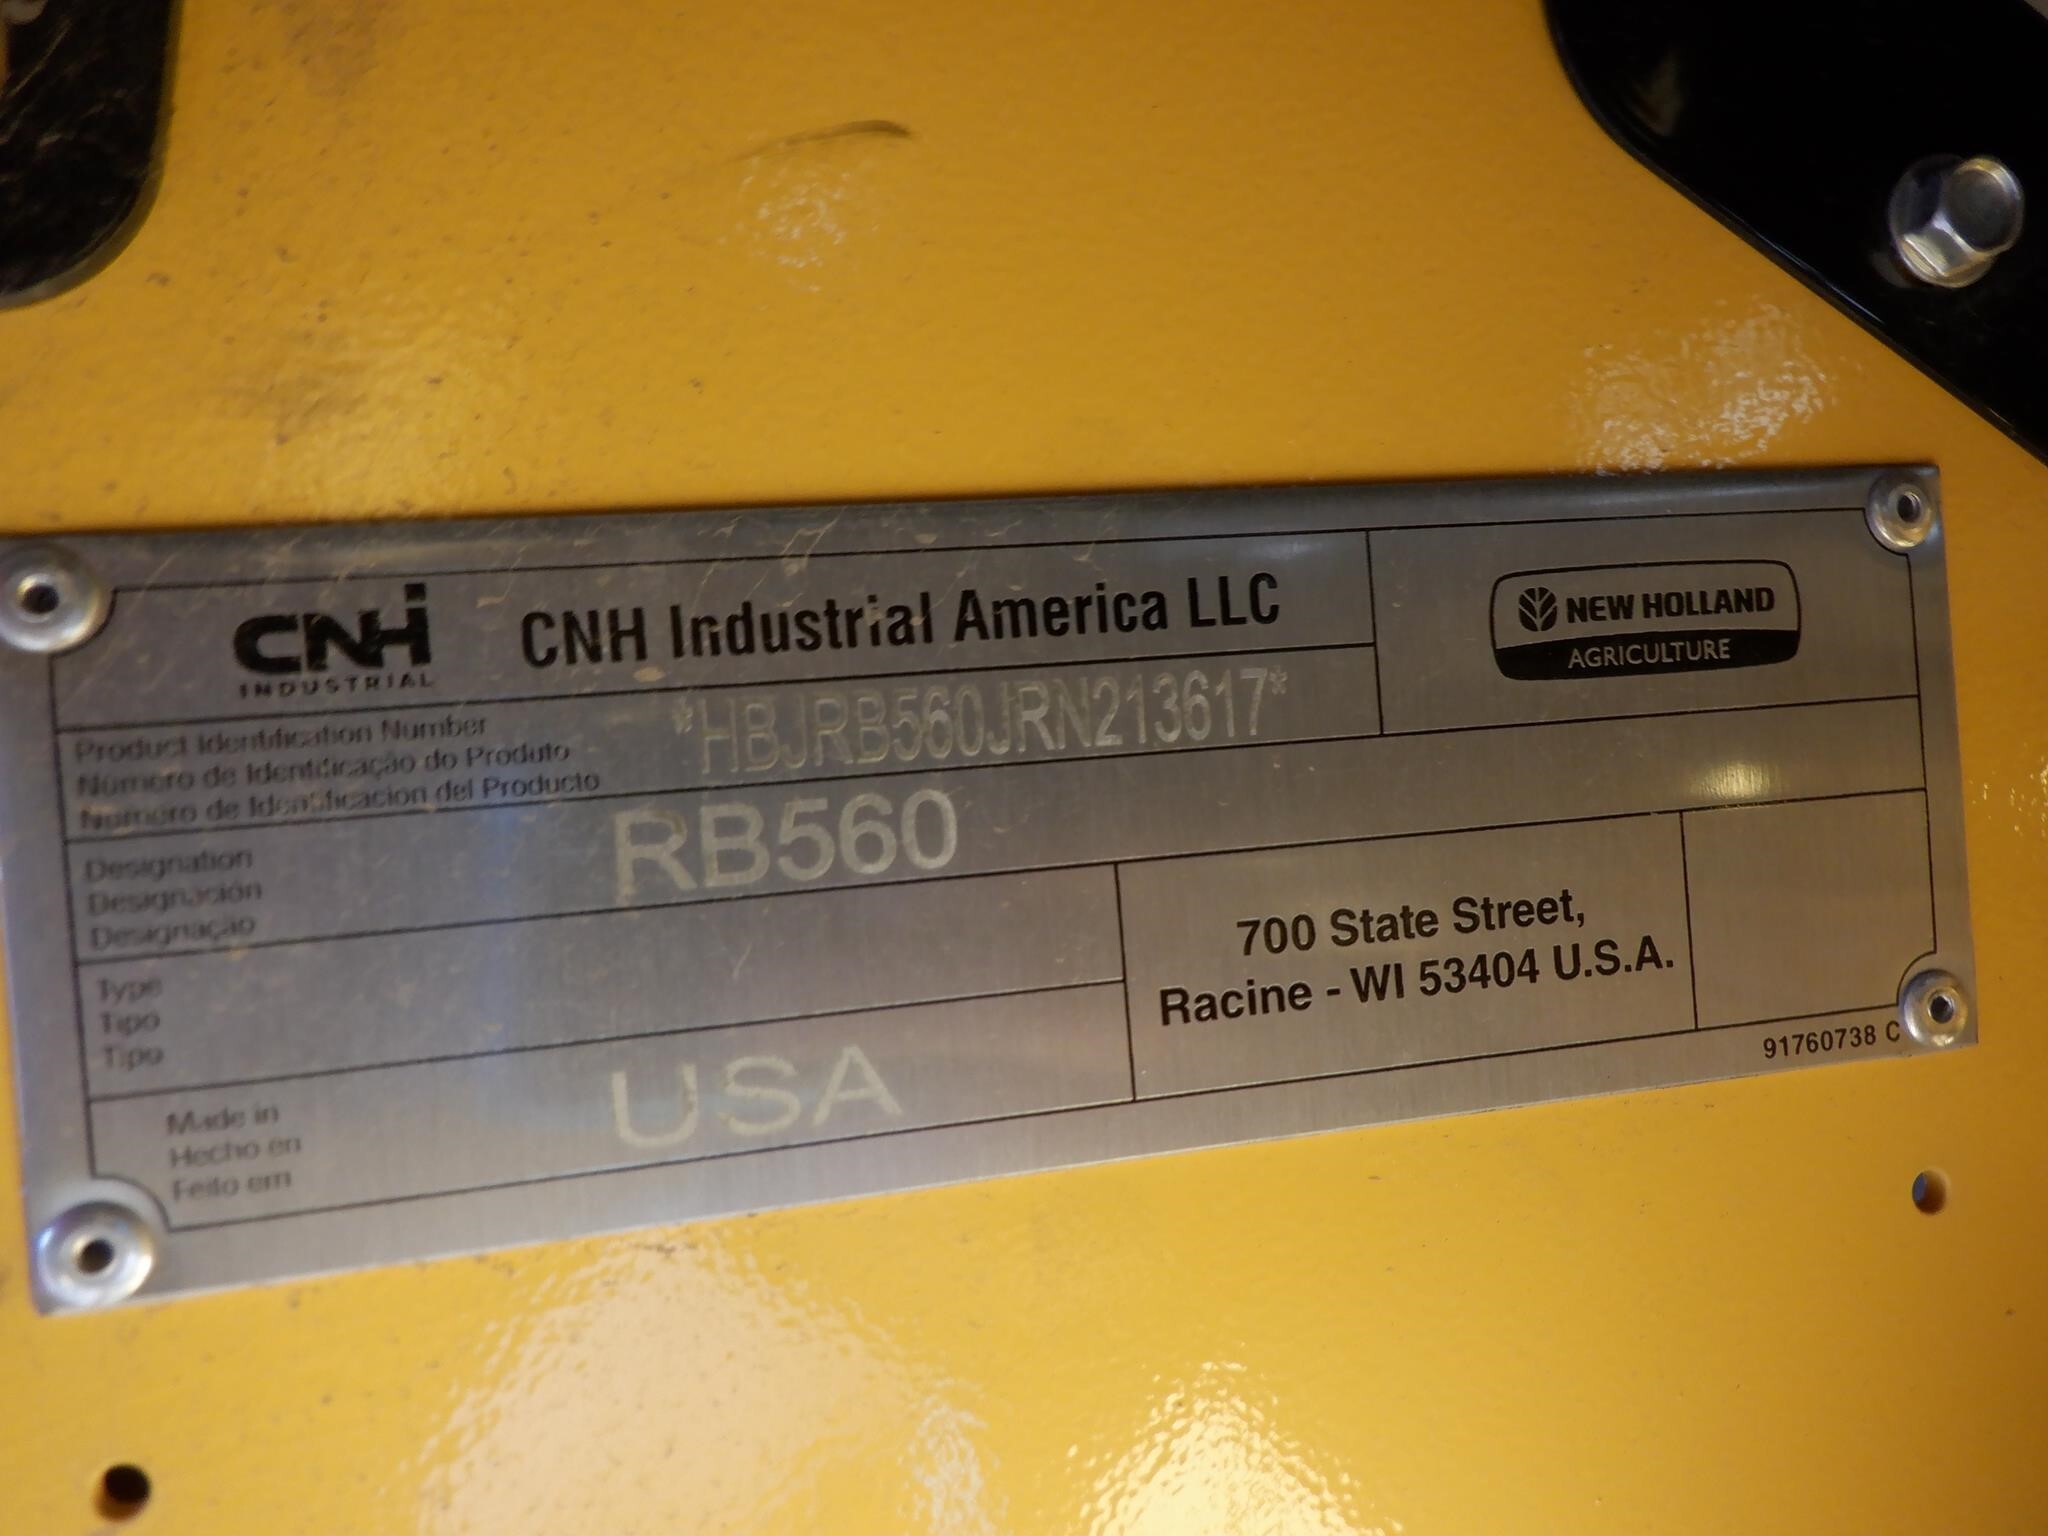 CNHi
INDUSTRIAL
CNH Industrial America LLC
NEW HOLLAND
AGRICULTURE
Product Identification Number
Número de Identificação do Produto
Número de Identificacion del Producto
*HBJRB560JRN213617*
Designation
Designación
Designação
RB560
Type
Tipo
Tipo
700 State Street,
Racine - WI 53404 U.S.A.
Made in
Hecho en
Feito em
USA
91760738 C